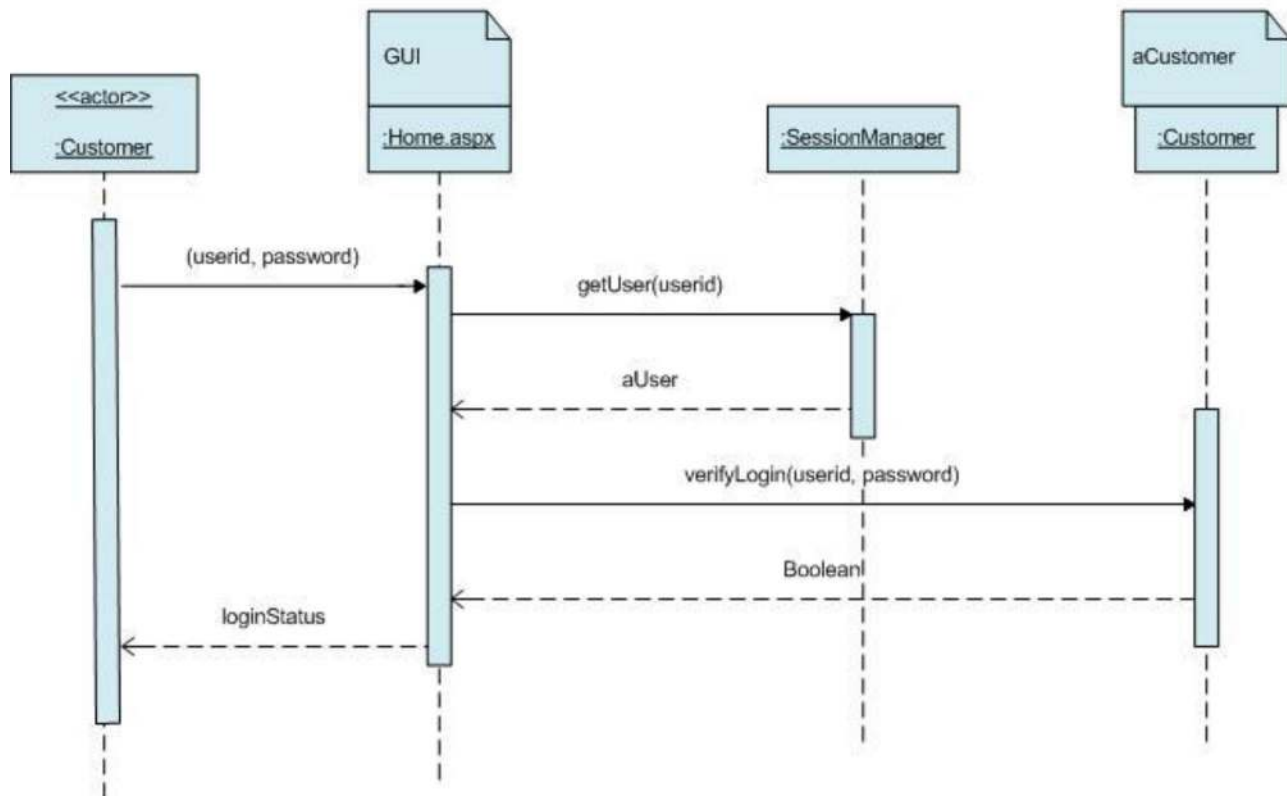 GUI
aCustomer
<<actor>>
:Customer
:Home.aspx
:SessionManager
:Customer
(userid, password)
getUser(userid)
aUser
verifyLogin(userid, password)
Boolean
loginStatus